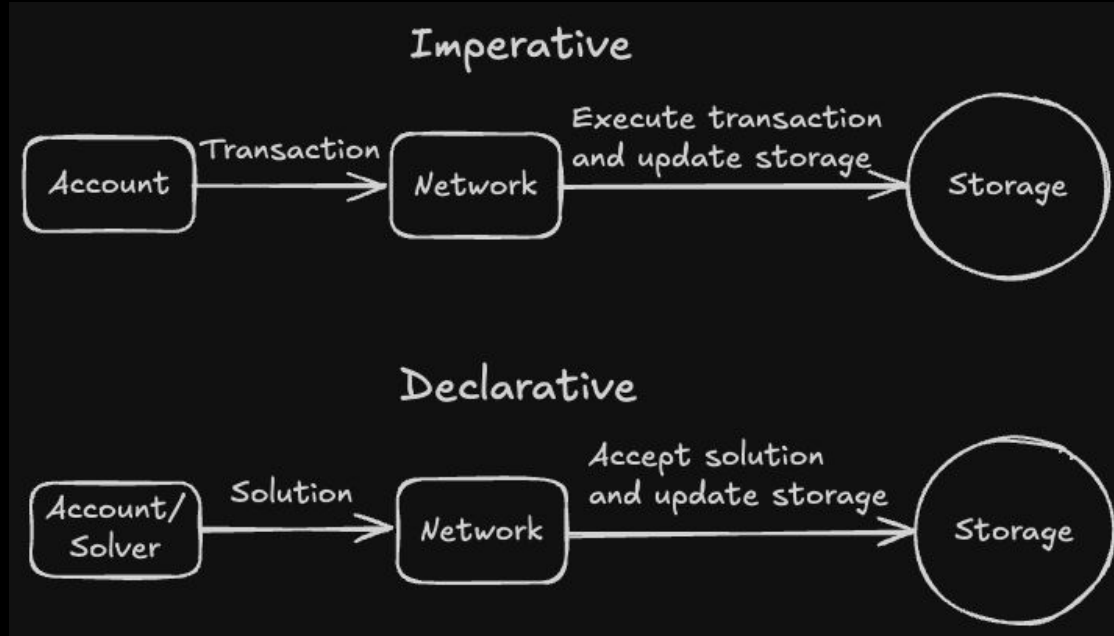 Imperative
Account
Transaction
Network
Execute transaction
and update storage
Storage
Declarative
Account/
Solver
Solution
Network
Accept solution
and update storage
Storage